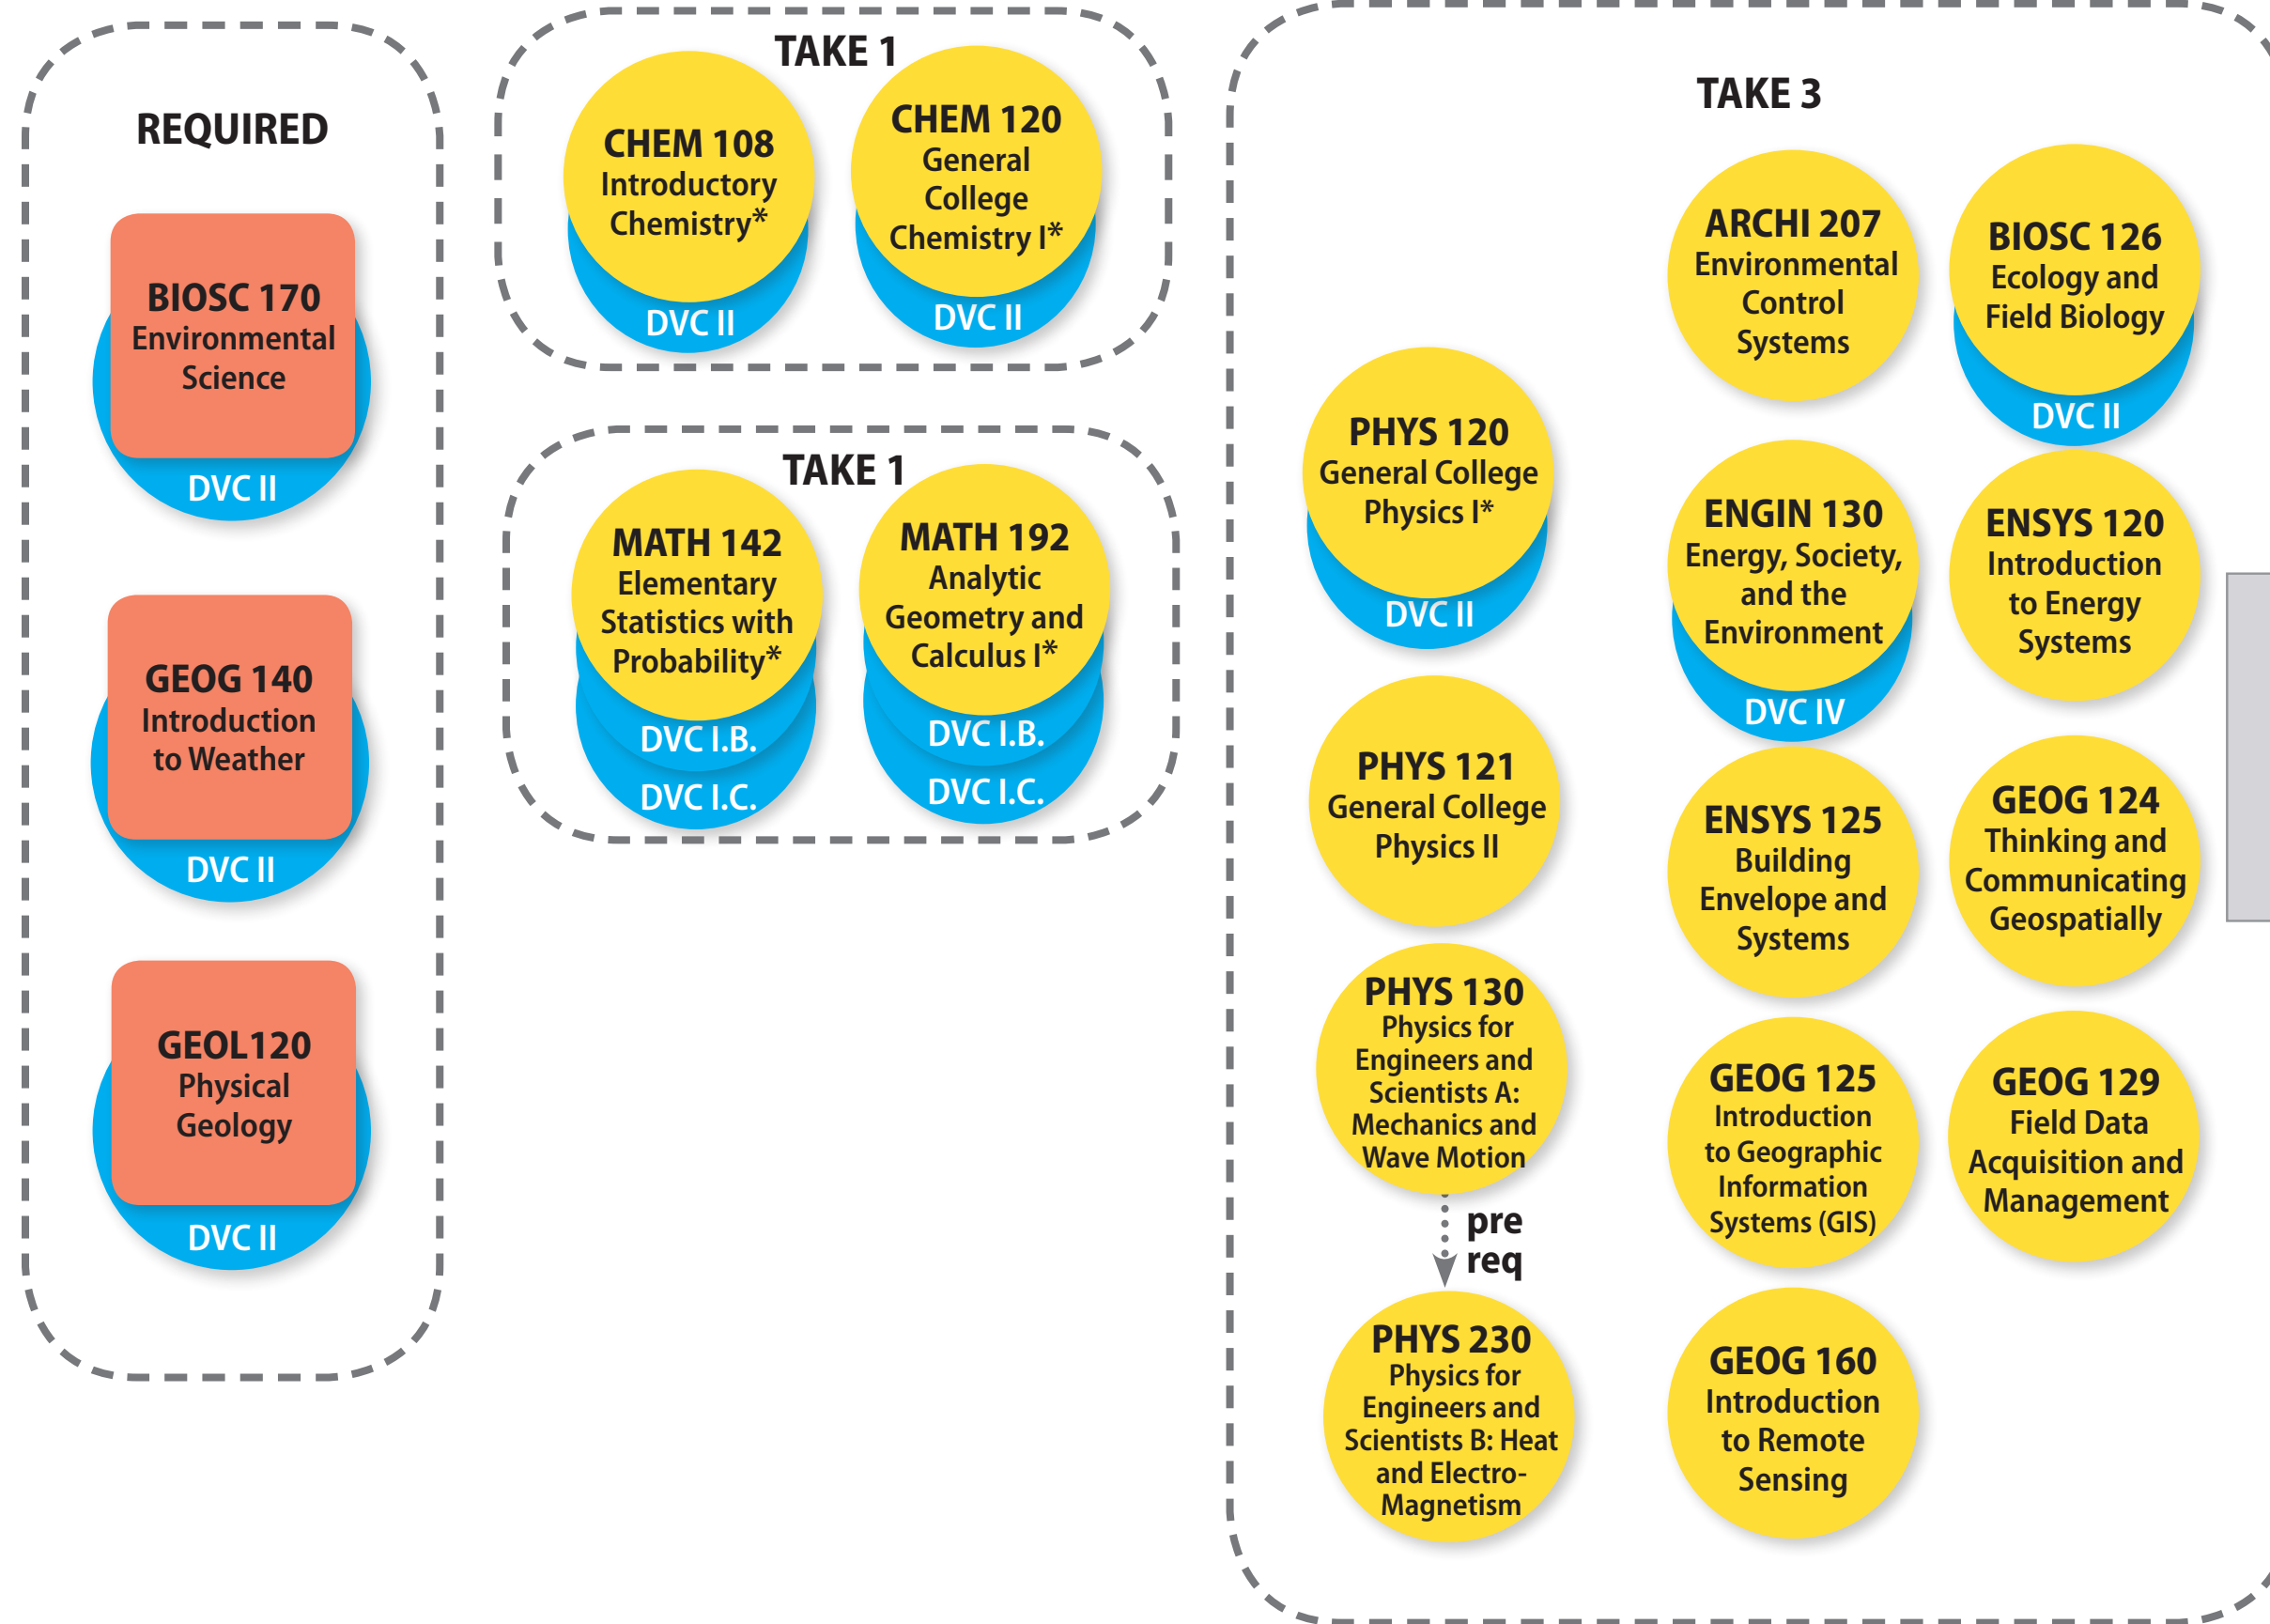 REQUIRED
BIOSC 170
Environmental
Science
DVC II
GEOG 140
Introduction
to Weather
DVC II
GEOL120
Physical
Geology
DVC II
TAKE 1
CHEM 108
Introductory
Chemistry*
DVC II
CHEM 120
General
College
Chemistry I*
DVC II
TAKE 1
MATH 142
Elementary
Statistics with
Probability*
DVC I.B.
DVC I.C.
MATH 192
Analytic
Geometry and
Calculus I*
DVC I.B.
DVC I.C.
TAKE 3
PHYS 120
General College
Physics I*
DVC II
PHYS 121
General College
Physics II
PHYS 130
Physics for
Engineers and
Scientists A:
Mechanics and
Wave Motion
pre
req
PHYS 230
Physics for
Engineers and
Scientists B: Heat
and Electro-
Magnetism
ARCHI 207
Environmental
Control
Systems
ENGIN 130
Energy, Society,
and the
Environment
DVC IV
ENSYS 125
Building
Envelope and
Systems
GEOG 125
Introduction
to Geographic
Information
Systems (GIS)
GEOG 160
Introduction
to Remote
Sensing
BIOSC 126
Ecology and
Field Biology
DVC II
ENSYS 120
Introduction
to Energy
Systems
GEOG 124
Thinking and
Communicating
Geospatially
GEOG 129
Field Data
Acquisition and
Management